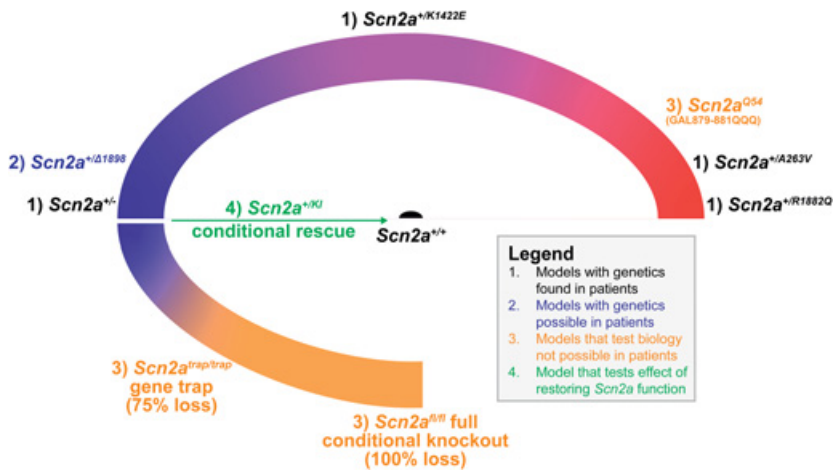 1) Scn2a+/K1422E
3) Scn2aQ54
(GAL879-881QQQ)
2) Scn2a+/Δ1898
1) Scn2a+/A263V
1) Scn2a+/-
4) Scn2a+/KI
conditional rescue
Scn2a+/+
1) Scn2a+/R1882Q
Legend
1. Models with genetics
found in patients
2. Models with genetics
possible in patients
3. Models that test biology
not possible in patients
4. Model that tests effect of
restoring Scn2a function
3) Scn2atrap/trap
gene trap
(75% loss)
3) Scn2afl/fl full
conditional knockout
(100% loss)